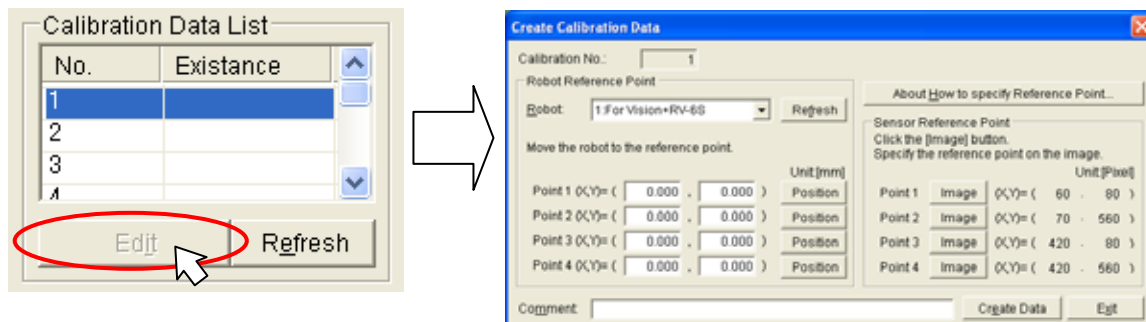 Calibration Data List
No. Existance
1
2
3
4
Edit Refresh
Create Calibration Data
Calibration No.: 1
Robot Reference Point
Robot: 1:For Vision+RV-6S Refresh
Move the robot to the reference point.
Unit:[mm]
Point 1 (X,Y)= ( 0.000 , 0.000 ) Position
Point 2 (X,Y)= ( 0.000 , 0.000 ) Position
Point 3 (X,Y)= ( 0.000 , 0.000 ) Position
Point 4 (X,Y)= ( 0.000 , 0.000 ) Position
About How to specify Reference Point...
Sensor Reference Point
Click the [Image] button.
Specify the reference point on the image.
Unit:[Pixel]
Point 1 Image (X,Y)= ( 60 . 80 )
Point 2 Image (X,Y)= ( 70 . 560 )
Point 3 Image (X,Y)= ( 420 . 80 )
Point 4 Image (X,Y)= ( 420 . 560 )
Comment:
Create Data Exit